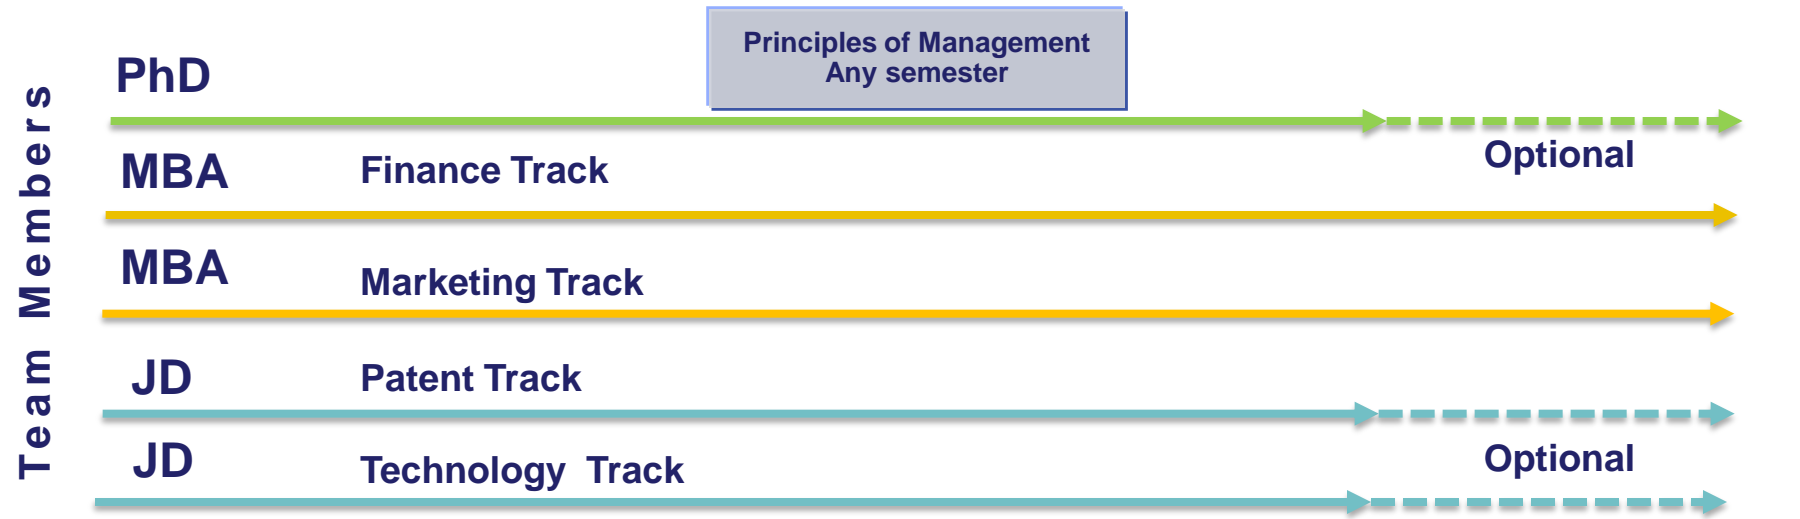 Team Members
Principles of Management
Any semester
PhD
Optional
MBA Finance Track
MBA Marketing Track
JD Patent Track
Optional
JD Technology Track